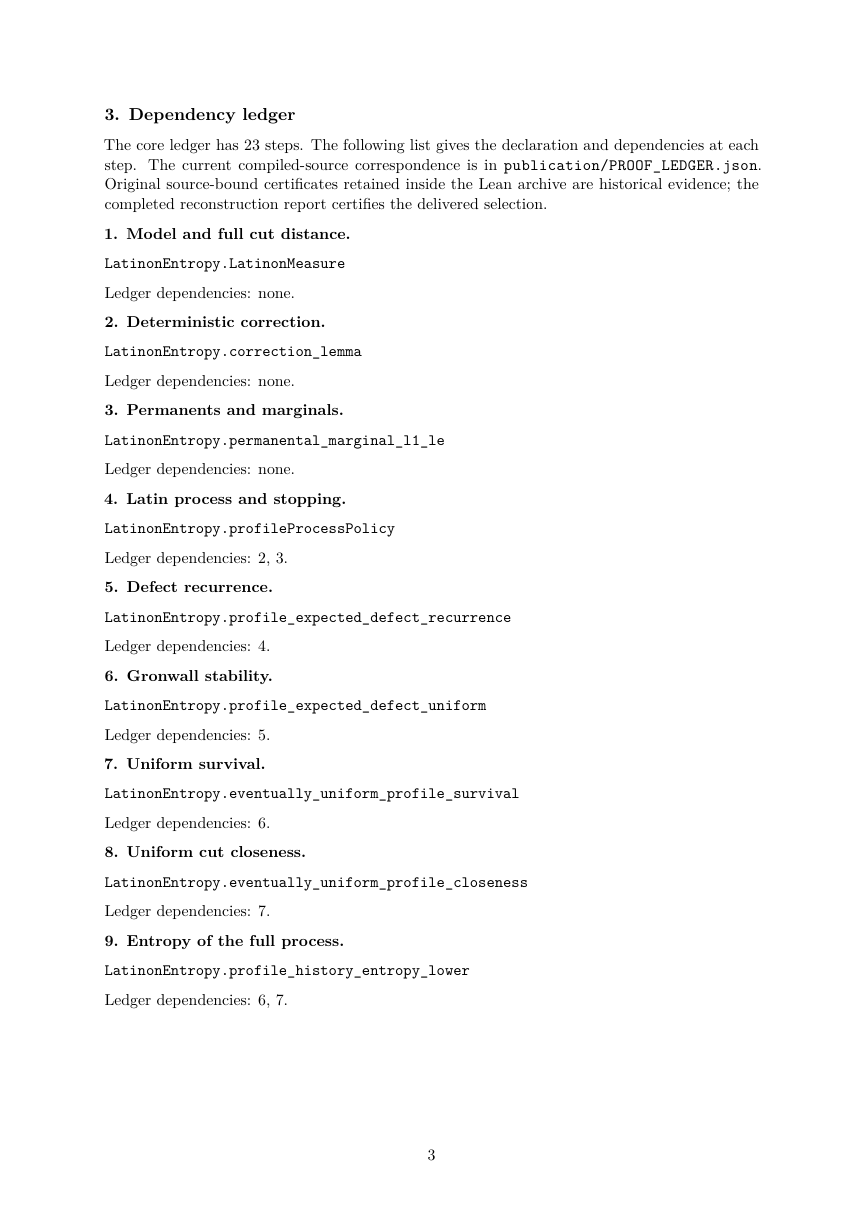 3. Dependency ledger
The core ledger has 23 steps. The following list gives the declaration and dependencies at each
step. The current compiled-source correspondence is in publication/PROOF_LEDGER.json.
Original source-bound certificates retained inside the Lean archive are historical evidence; the
completed reconstruction report certifies the delivered selection.
1. Model and full cut distance.
LatinonEntropy.LatinonMeasure
Ledger dependencies: none.
2. Deterministic correction.
LatinonEntropy.correction_lemma
Ledger dependencies: none.
3. Permanents and marginals.
LatinonEntropy.permanental_marginal_l1_le
Ledger dependencies: none.
4. Latin process and stopping.
LatinonEntropy.profileProcessPolicy
Ledger dependencies: 2, 3.
5. Defect recurrence.
LatinonEntropy.profile_expected_defect_recurrence
Ledger dependencies: 4.
6. Gronwall stability.
LatinonEntropy.profile_expected_defect_uniform
Ledger dependencies: 5.
7. Uniform survival.
LatinonEntropy.eventually_uniform_profile_survival
Ledger dependencies: 6.
8. Uniform cut closeness.
LatinonEntropy.eventually_uniform_profile_closeness
Ledger dependencies: 7.
9. Entropy of the full process.
LatinonEntropy.profile_history_entropy_lower
Ledger dependencies: 6, 7.
3